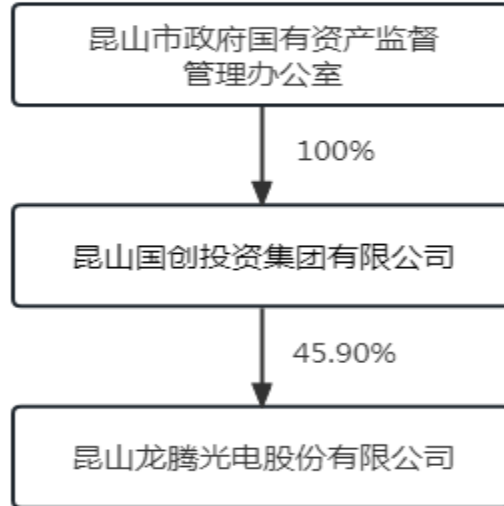 昆山市政府国有资产监督
管理办公室
100%
昆山国创投资集团有限公司
45.90%
昆山龙腾光电股份有限公司